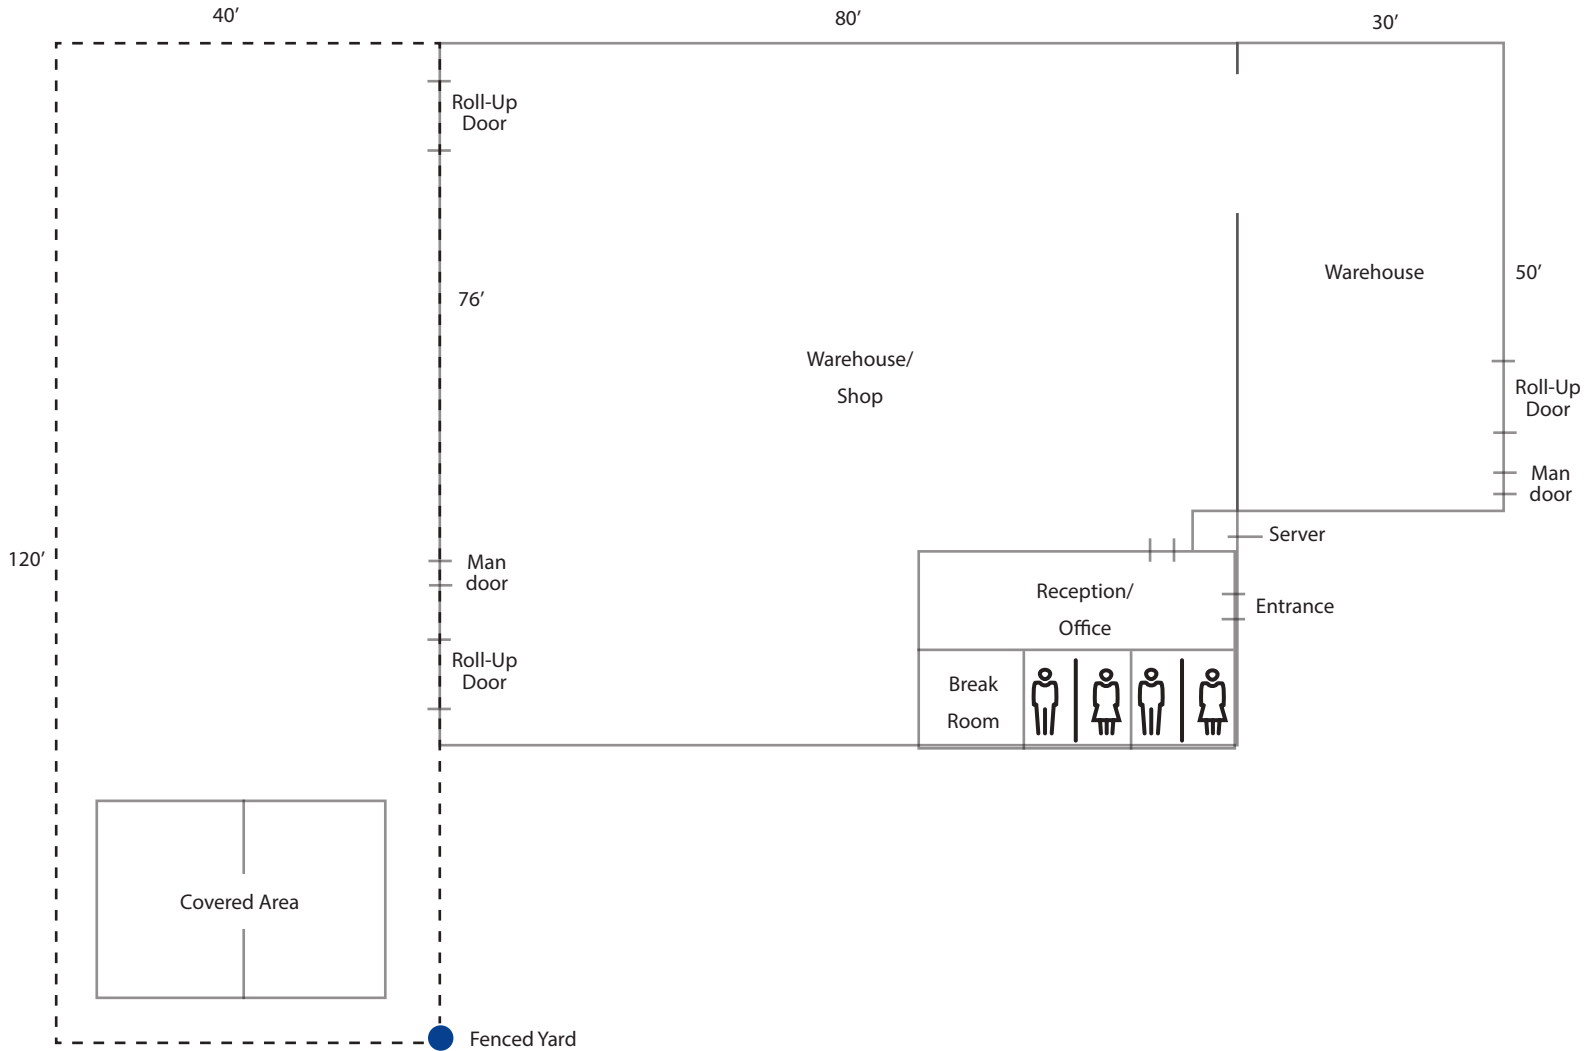 40’
80’
30’
Roll-Up
Door
76’
Warehouse
50’
Warehouse/
Shop
Roll-Up
Door
Man
door
Server
120’
Man
door
Reception/
Office
Entrance
Roll-Up
Door
Break
Room
Covered Area
Fenced Yard